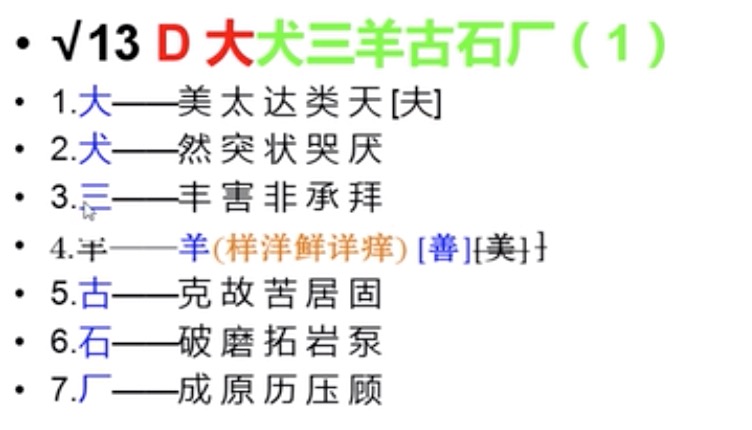 • √13 D 大犬三羊古石厂（1）
• 1.大——美 太 达 类 天 [夫]
• 2.犬——然 突 状 哭 厌
• 3.三——丰 害 非 承 拜
• 4.羊——羊(样洋鲜详痒) [善][美]
• 5.古——克 故 苦 居 固
• 6.石——破 磨 拓 岩 泵
• 7.厂——成 原 历 压 顾